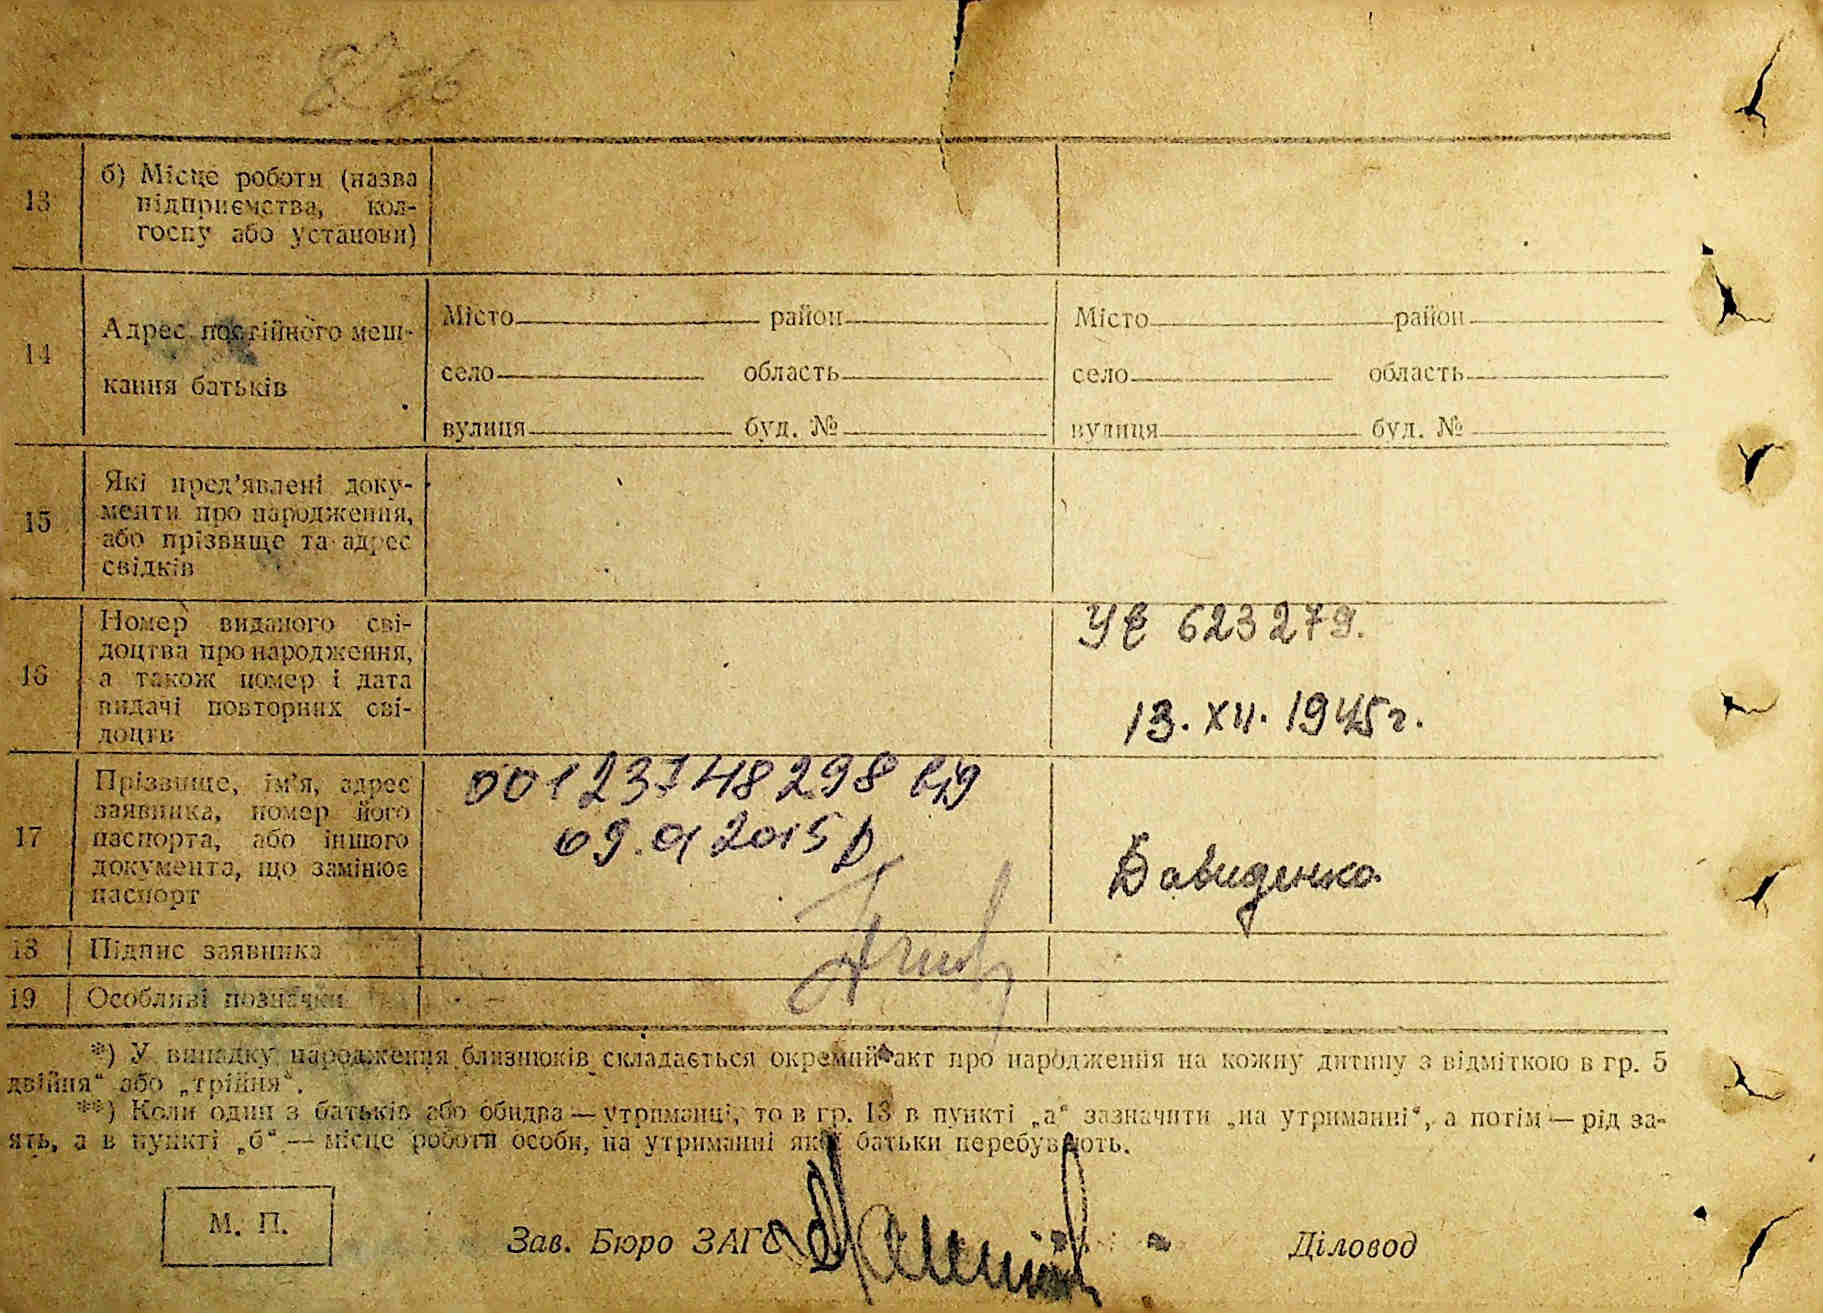 13
б) Місце роботи (назва
підприємства, кол-
госпу або установи)
14
Адрес постійного меш-
кання батьків
Місто район
село область
вулиця буд. №
Місто район
село область
вулиця буд. №
15
Які пред’явлені доку-
менти про народження,
або прізвище та адрес
свідків
16
Номер виданого сві-
доцтва про народження,
а також номер і дата
видачі повторних сві-
доцтв
623279.
13. XII. 1945 г.
17
Прізвище, ім’я, адрес
заявника, номер його
паспорта, або іншого
документа, що замінює
паспорт
00123748298 від
09.01 2015 р
Давиденко
18
Підпис заявника
19
Особливі позначки
*) У випадку народження близнюків складається окремий акт про народження на кожну дитину з відміткою в гр. 5
двійня“ або „трійня“.
**) Коли один з батьків або обидва — утриманці, то в гр. 13 в пункті „а“ зазначити „на утриманні“, а потім — рід за-
ять, а в пункті „б“ — місце роботи особи, на утриманні якої батьки перебувають.
М. П.
Зав. Бюро ЗАГС
Діловод